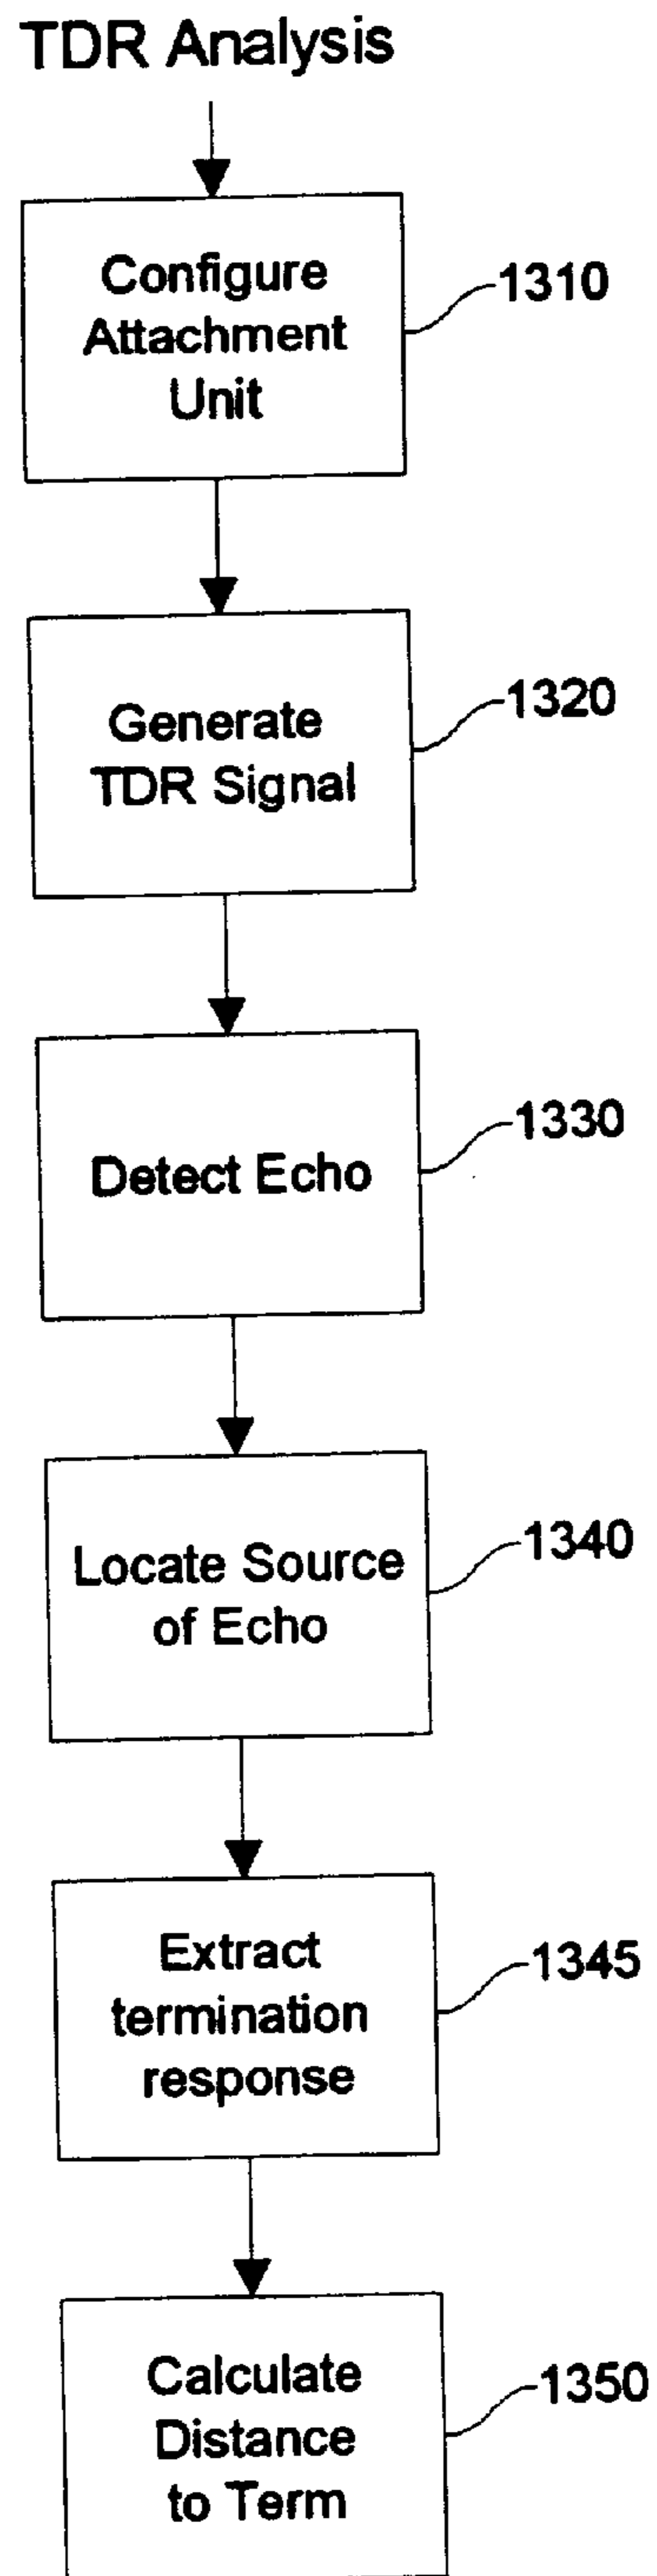 TDR Analysis
Configure
Attachment
Unit
1310
Generate
TDR Signal
1320
Detect Echo
1330
Locate Source
of Echo
1340
Extract
termination
response
1345
Calculate
Distance
to Term
1350